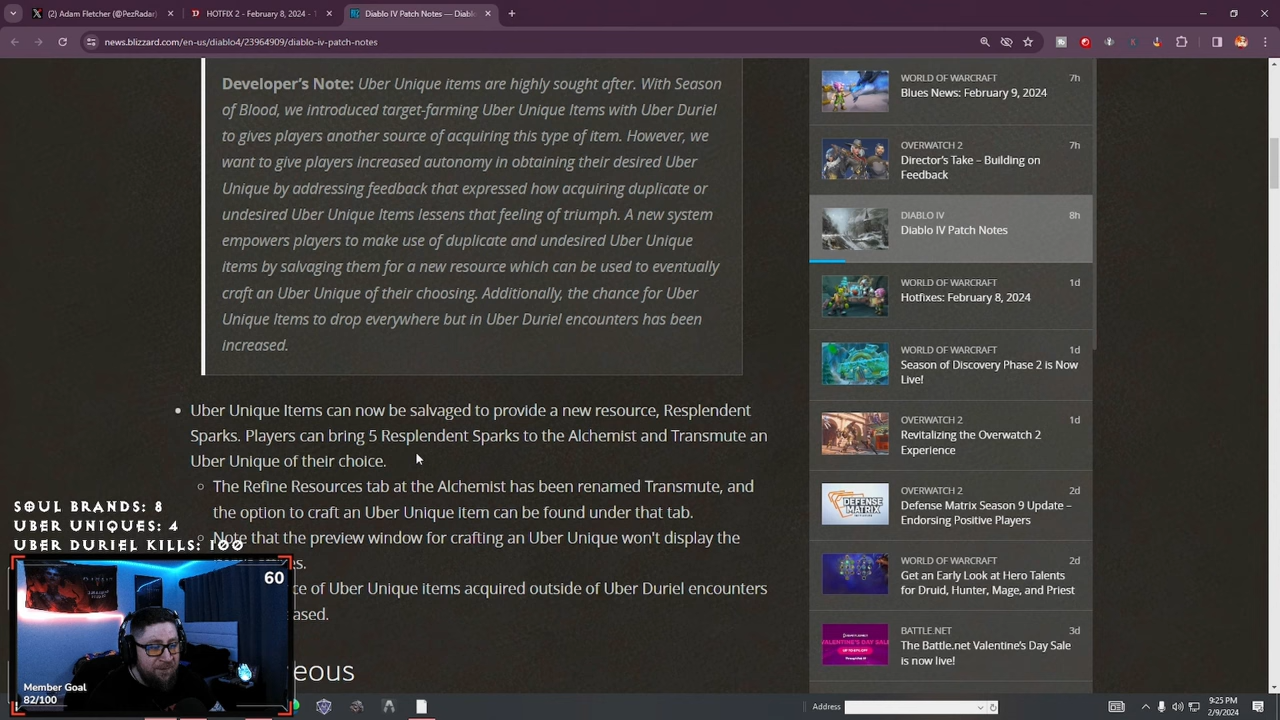 (2) Adam Fletcher (@PezRadar)
HOTFIX 2 - February 8, 2024 - 1
Diablo IV Patch Notes — Diablo
news.blizzard.com/en-us/diablo4/23964909/diablo-iv-patch-notes
Developer's Note: Uber Unique items are highly sought after. With Season
of Blood, we introduced target-farming Uber Unique Items with Uber Duriel
to gives players another source of acquiring this type of item. However, we
want to give players increased autonomy in obtaining their desired Uber
Unique by addressing feedback that expressed how acquiring duplicate or
undesired Uber Unique Items lessens that feeling of triumph. A new system
empowers players to make use of duplicate and undesired Uber Unique
Items by salvaging them for a new resource which can be used to eventually
craft an Uber Unique of their choosing. Additionally, the chance for Uber
Unique Items to drop everywhere but in Uber Duriel encounters has been
increased.
Uber Unique Items can now be salvaged to provide a new resource, Resplendent
Sparks. Players can bring 5 Resplendent Sparks to the Alchemist and Transmute an
Uber Unique of their choice.
The Refine Resources tab at the Alchemist has been renamed Transmute, and
the option to craft an Uber Unique item can be found under that tab.
Note that the preview window for crafting an Uber Unique won't display the
of Uber Unique items acquired outside of Uber Duriel encounters
SOUL BRANDS: 83
UBER UNIQUES: 4
UBER DURIEL KILLS: 100
60
Member Goal
82/100
WORLD OF WARCRAFT 7h
Blues News: February 9, 2024
OVERWATCH 2 7h
Director's Take – Building on
Feedback
DIABLO IV 8h
Diablo IV Patch Notes
WORLD OF WARCRAFT 1d
Hotfixes: February 8, 2024
WORLD OF WARCRAFT 1d
Season of Discovery Phase 2 is Now
Live!
OVERWATCH 2 1d
Revitalizing the Overwatch 2
Experience
OVERWATCH 2 2d
Defense Matrix Season 9 Update –
Endorsing Positive Players
DEFENSE
MATRIX
WORLD OF WARCRAFT 2d
Get an Early Look at Hero Talents
for Druid, Hunter, Mage, and Priest
BATTLE.NET 3d
The Battle.net Valentine's Day Sale
is now live!
VALENTINE'S DAY SALE
Address
9:25 PM
2/9/2024